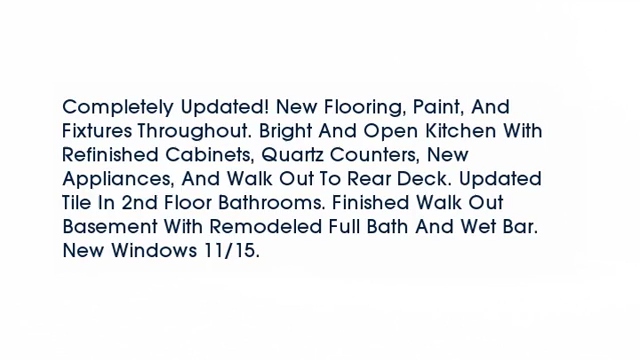 Completely Updated! New Flooring, Paint, And
Fixtures Throughout. Bright And Open Kitchen With
Refinished Cabinets, Quartz Counters, New
Appliances, And Walk Out To Rear Deck. Updated
Tile In 2nd Floor Bathrooms. Finished Walk Out
Basement With Remodeled Full Bath And Wet Bar.
New Windows 11/15.